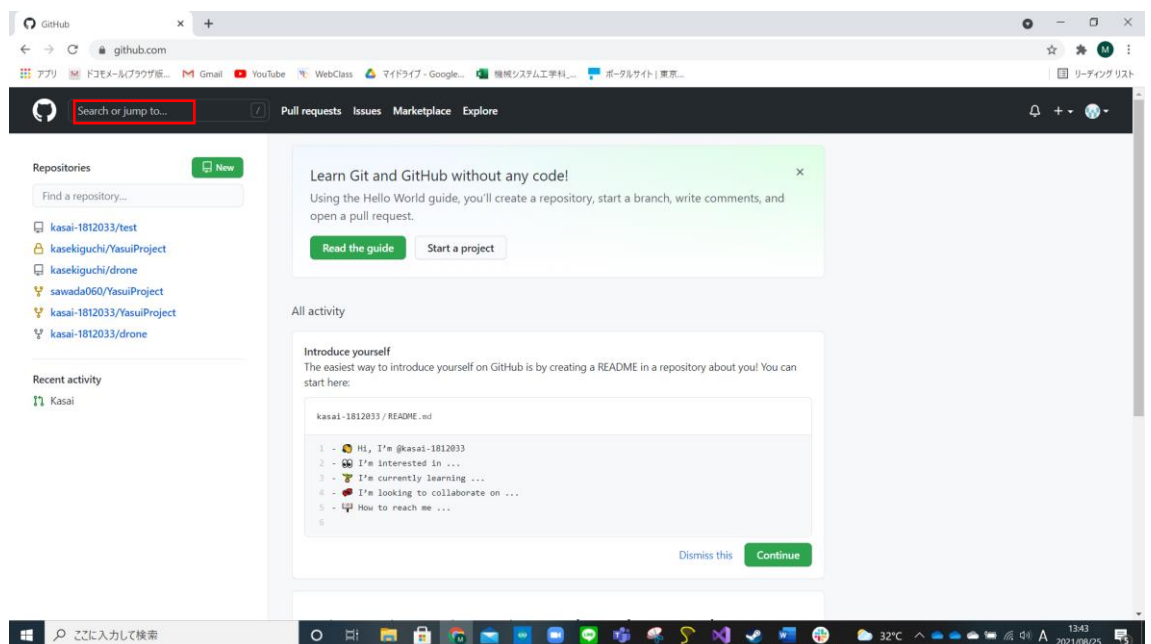 GitHub
github.com
アプリ ドコモメール(ブラウザ版... Gmail YouTube WebClass マイドライブ - Google... 機械システム工学科_... ポータルサイト | 東京... リーディング リスト
Search or jump to... / Pull requests Issues Marketplace Explore
Repositories New
Find a repository...
kasai-1812033/test
kasekiguchi/YasuiProject
kasekiguchi/drone
sawada060/YasuiProject
kasai-1812033/YasuiProject
kasai-1812033/drone
Recent activity
Kasai
Learn Git and GitHub without any code!
Using the Hello World guide, you'll create a repository, start a branch, write comments, and
open a pull request.
Read the guide Start a project
All activity
Introduce yourself
The easiest way to introduce yourself on GitHub is by creating a README in a repository about you! You can
start here:
kasai-1812033 / README.md
1 - Hi, I'm @kasai-1812033
2 - I'm interested in ...
3 - I'm currently learning ...
4 - I'm looking to collaborate on ...
5 - How to reach me ...
6
Dismiss this Continue
ここに入力して検索
32°C A 13:43
2021/08/25